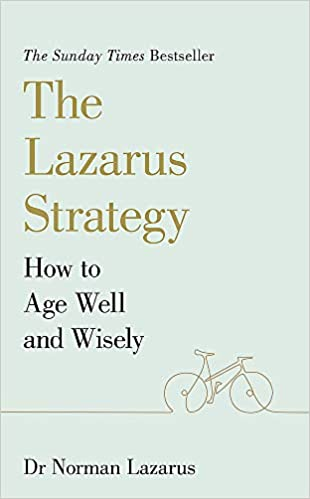 The Sunday Times Bestseller
The
Lazarus
Strategy
How to
Age Well
and Wisely
Dr Norman Lazarus